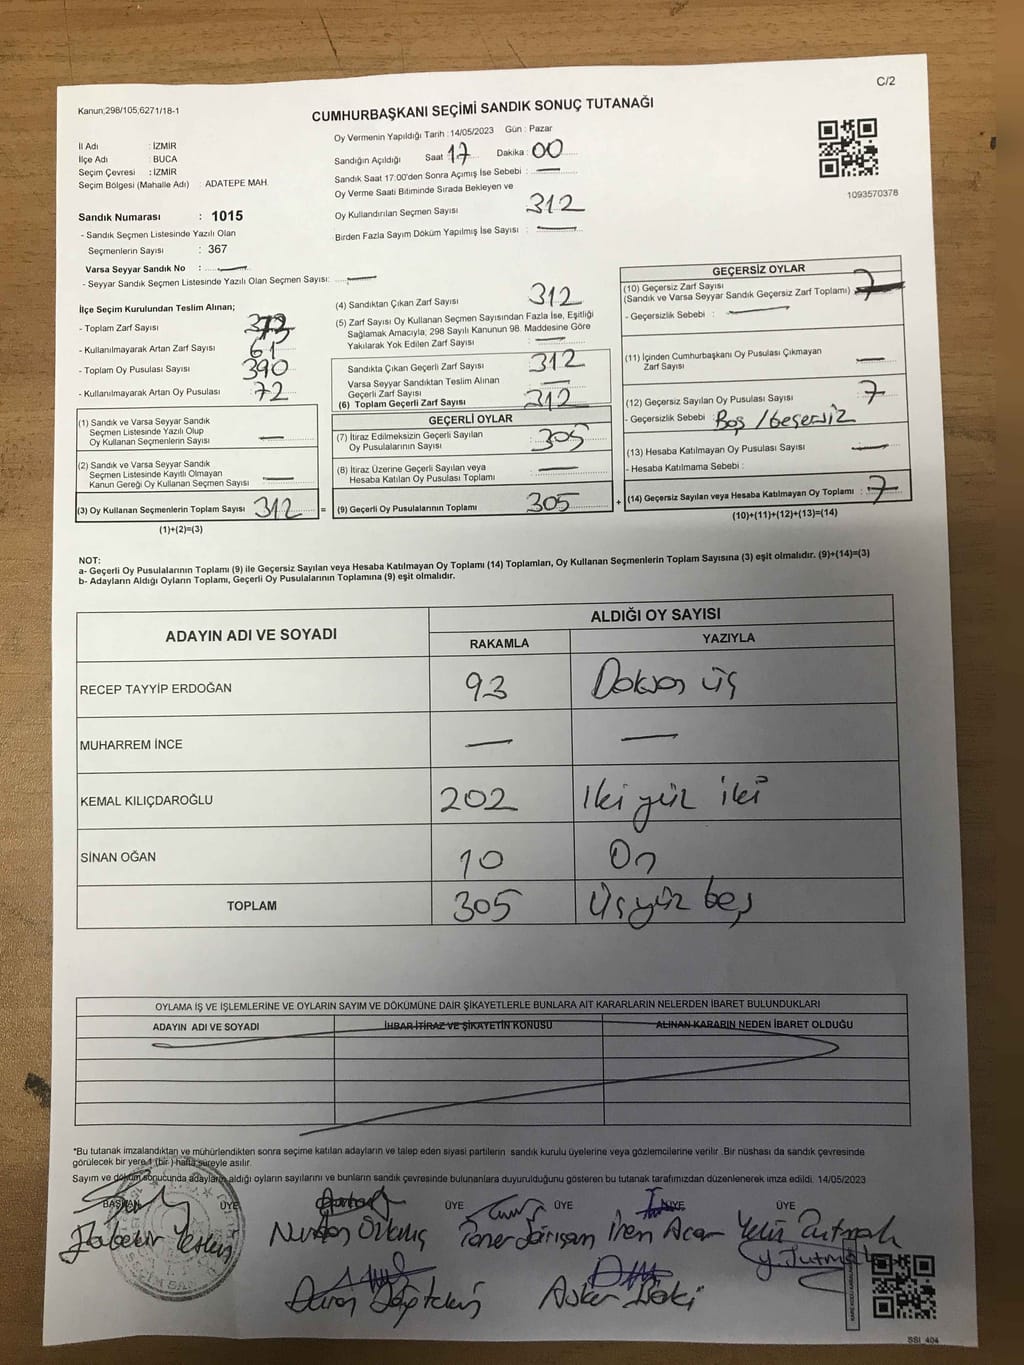 C/2
Kanun;298/105,6271/18-1
CUMHURBAŞKANI SEÇİMİ SANDIK SONUÇ TUTANAĞI
Oy Vermenin Yapıldığı Tarih : 14/05/2023 Gün : Pazar
İl Adı : İZMİR
İlçe Adı : BUCA
Seçim Çevresi : İZMİR
Seçim Bölgesi (Mahalle Adı) : ADATEPE MAH.
Sandığın Açıldığı Saat 17 Dakika : 00
Sandık Saat 17:00'den Sonra Açımış İse Sebebi : —
Oy Verme Saati Bitiminde Sırada Bekleyen ve
Oy Kullandırılan Seçmen Sayısı 312
Birden Fazla Sayım Döküm Yapılmış İse Sayısı : —
1093570378
Sandık Numarası : 1015
- Sandık Seçmen Listesinde Yazılı Olan
Seçmenlerin Sayısı : 367
Varsa Seyyar Sandık No : —
- Seyyar Sandık Seçmen Listesinde Yazılı Olan Seçmen Sayısı: —
İlçe Seçim Kurulundan Teslim Alınan;
- Toplam Zarf Sayısı
- Kullanılmayarak Artan Zarf Sayısı 61
- Toplam Oy Pusulası Sayısı 390
- Kullanılmayarak Artan Oy Pusulası : 72
(1) Sandık ve Varsa Seyyar Sandık
Seçmen Listesinde Yazılı Olup
Oy Kullanan Seçmenlerin Sayısı —
(2) Sandık ve Varsa Seyyar Sandık
Seçmen Listesinde Kayıtlı Olmayan
Kanun Gereği Oy Kullanan Seçmen Sayısı —
(3) Oy Kullanan Seçmenlerin Toplam Sayısı 312 =
(1)+(2)=(3)
(4) Sandıktan Çıkan Zarf Sayısı 312
(5) Zarf Sayısı Oy Kullanan Seçmen Sayısından Fazla İse, Eşitliği
Sağlamak Amacıyla, 298 Sayılı Kanunun 98. Maddesine Göre
Yakılarak Yok Edilen Zarf Sayısı : —
Sandıkta Çıkan Geçerli Zarf Sayısı 312
Varsa Seyyar Sandıktan Teslim Alınan
Geçerli Zarf Sayısı —
(6) Toplam Geçerli Zarf Sayısı 312
GEÇERLİ OYLAR
(7) İtiraz Edilmeksizin Geçerli Sayılan
Oy Pusulalarının Sayısı 305
(8) İtiraz Üzerine Geçerli Sayılan veya
Hesaba Katılan Oy Pusulası Toplamı —
(9) Geçerli Oy Pusulalarının Toplamı 305 +
GEÇERSİZ OYLAR
(10) Geçersiz Zarf Sayısı
(Sandık ve Varsa Seyyar Sandık Geçersiz Zarf Toplamı) 7
- Geçersizlik Sebebi : —
(11) İçinden Cumhurbaşkanı Oy Pusulası Çıkmayan
Zarf Sayısı —
(12) Geçersiz Sayılan Oy Pusulası Sayısı 7
- Geçersizlik Sebebi : Boş / Geçersiz
(13) Hesaba Katılmayan Oy Pusulası Sayısı —
- Hesaba Katılmama Sebebi :
(14) Geçersiz Sayılan veya Hesaba Katılmayan Oy Toplamı : 7
(10)+(11)+(12)+(13)=(14)
NOT:
a- Geçerli Oy Pusulalarının Toplamı (9) ile Geçersiz Sayılan veya Hesaba Katılmayan Oy Toplamı (14) Toplamları, Oy Kullanan Seçmenlerin Toplam Sayısına (3) eşit olmalıdır. (9)+(14)=(3)
b- Adayların Aldığı Oyların Toplamı, Geçerli Oy Pusulalarının Toplamına (9) eşit olmalıdır.
ADAYIN ADI VE SOYADI
ALDIĞI OY SAYISI
RAKAMLA YAZIYLA
RECEP TAYYİP ERDOĞAN 93 Doksan üç
MUHARREM İNCE — —
KEMAL KILIÇDAROĞLU 202 İki yüz iki
SİNAN OĞAN 10 On
TOPLAM 305 Üçyüz beş
OYLAMA İŞ VE İŞLEMLERİNE VE OYLARIN SAYIM VE DÖKÜMÜNE DAİR ŞİKAYETLERLE BUNLARA AİT KARARLARIN NELERDEN İBARET BULUNDUKLARI
ADAYIN ADI VE SOYADI İHBAR İTİRAZ VE ŞİKAYETİN KONUSU ALINAN KARARIN NEDEN İBARET OLDUĞU
*Bu tutanak imzalandıktan ve mühürlendikten sonra seçime katılan adayların ve talep eden siyasi partilerin sandık kurulu üyelerine veya gözlemcilerine verilir .Bir nüshası da sandık çevresinde
görülecek bir yere 1 (bir ) hafta süreyle asılır.
Sayım ve döküm sonucunda adayların aldığı oyların sayılarını ve bunların sandık çevresinde bulunanlara duyurulduğunu gösteren bu tutanak tarafımızdan düzenlenerek imza edildi. 14/05/2023
BAŞKAN ÜYE ÜYE ÜYE ÜYE ÜYE
İren Acar
Y. Tutmak
SSI_404